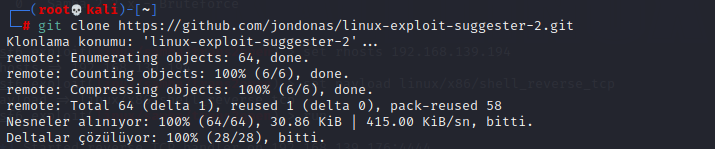 ┌──(root💀kali)-[~]
└─# git clone https://github.com/jondonas/linux-exploit-suggester-2.git
Klonlama konumu: 'linux-exploit-suggester-2'...
remote: Enumerating objects: 64, done.
remote: Counting objects: 100% (6/6), done.
remote: Compressing objects: 100% (6/6), done.
remote: Total 64 (delta 1), reused 1 (delta 0), pack-reused 58
Nesneler alınıyor: 100% (64/64), 30.86 KiB | 415.00 KiB/sn, bitti.
Deltalar çözülüyor: 100% (28/28), bitti.